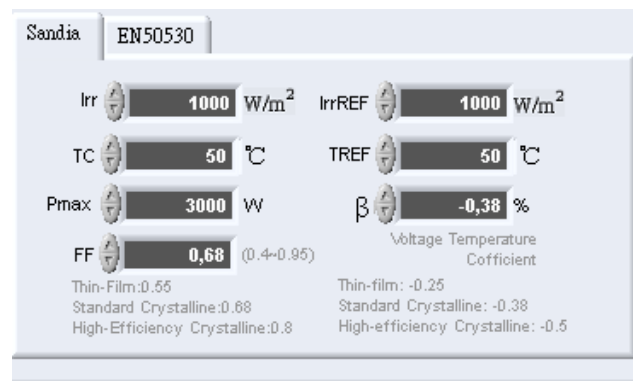 Sandia EN50530
Irr 1000 W/m² IrrREF 1000 W/m²
TC 50 ℃ TREF 50 ℃
Pmax 3000 W β -0,38 %
FF 0,68 (0.4~0.95) Voltage Temperature
Cofficient
Thin-Film:0.55 Thin-film: -0.25
Standard Crystalline:0.68 Standard Crystalline: -0.38
High-Efficiency Crystalline:0.8 High-efficiency Crystalline: -0.5